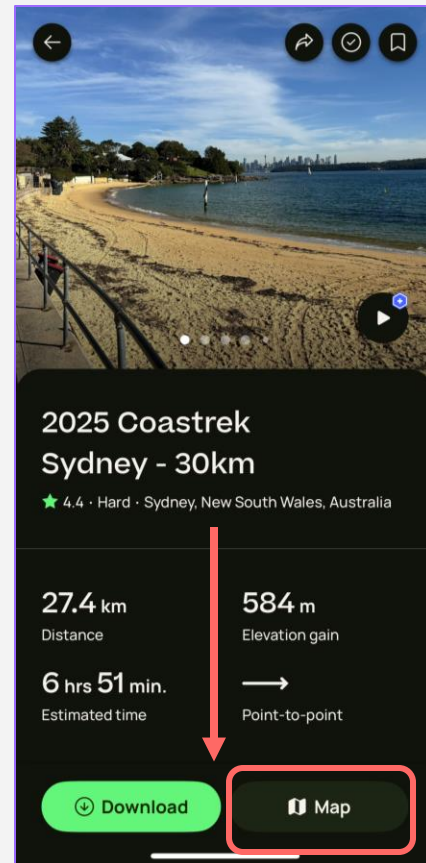 2025 Coastrek
Sydney - 30km
4.4 · Hard · Sydney, New South Wales, Australia
27.4 km
584 m
Distance
Elevation gain
6 hrs 51 min.
Estimated time
Point-to-point
Download
Map